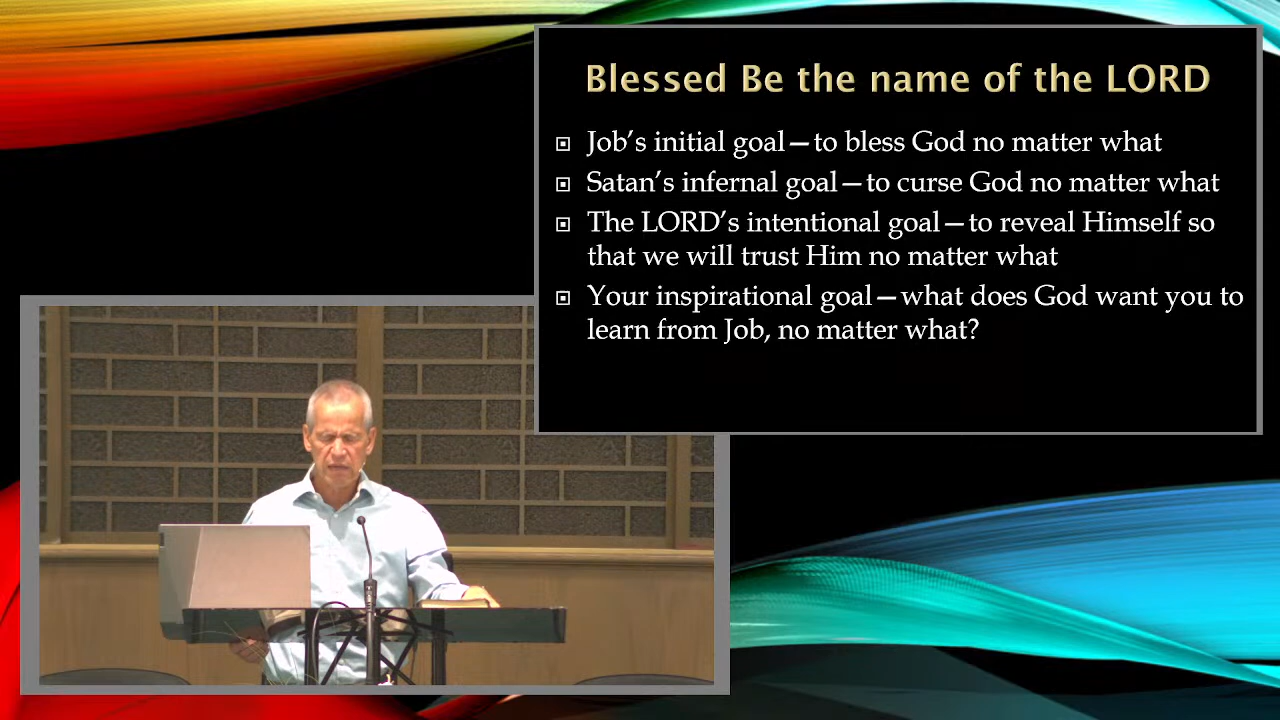 Blessed Be the name of the LORD
Job’s initial goal—to bless God no matter what
Satan’s infernal goal—to curse God no matter what
The LORD’s intentional goal—to reveal Himself so
that we will trust Him no matter what
Your inspirational goal—what does God want you to
learn from Job, no matter what?